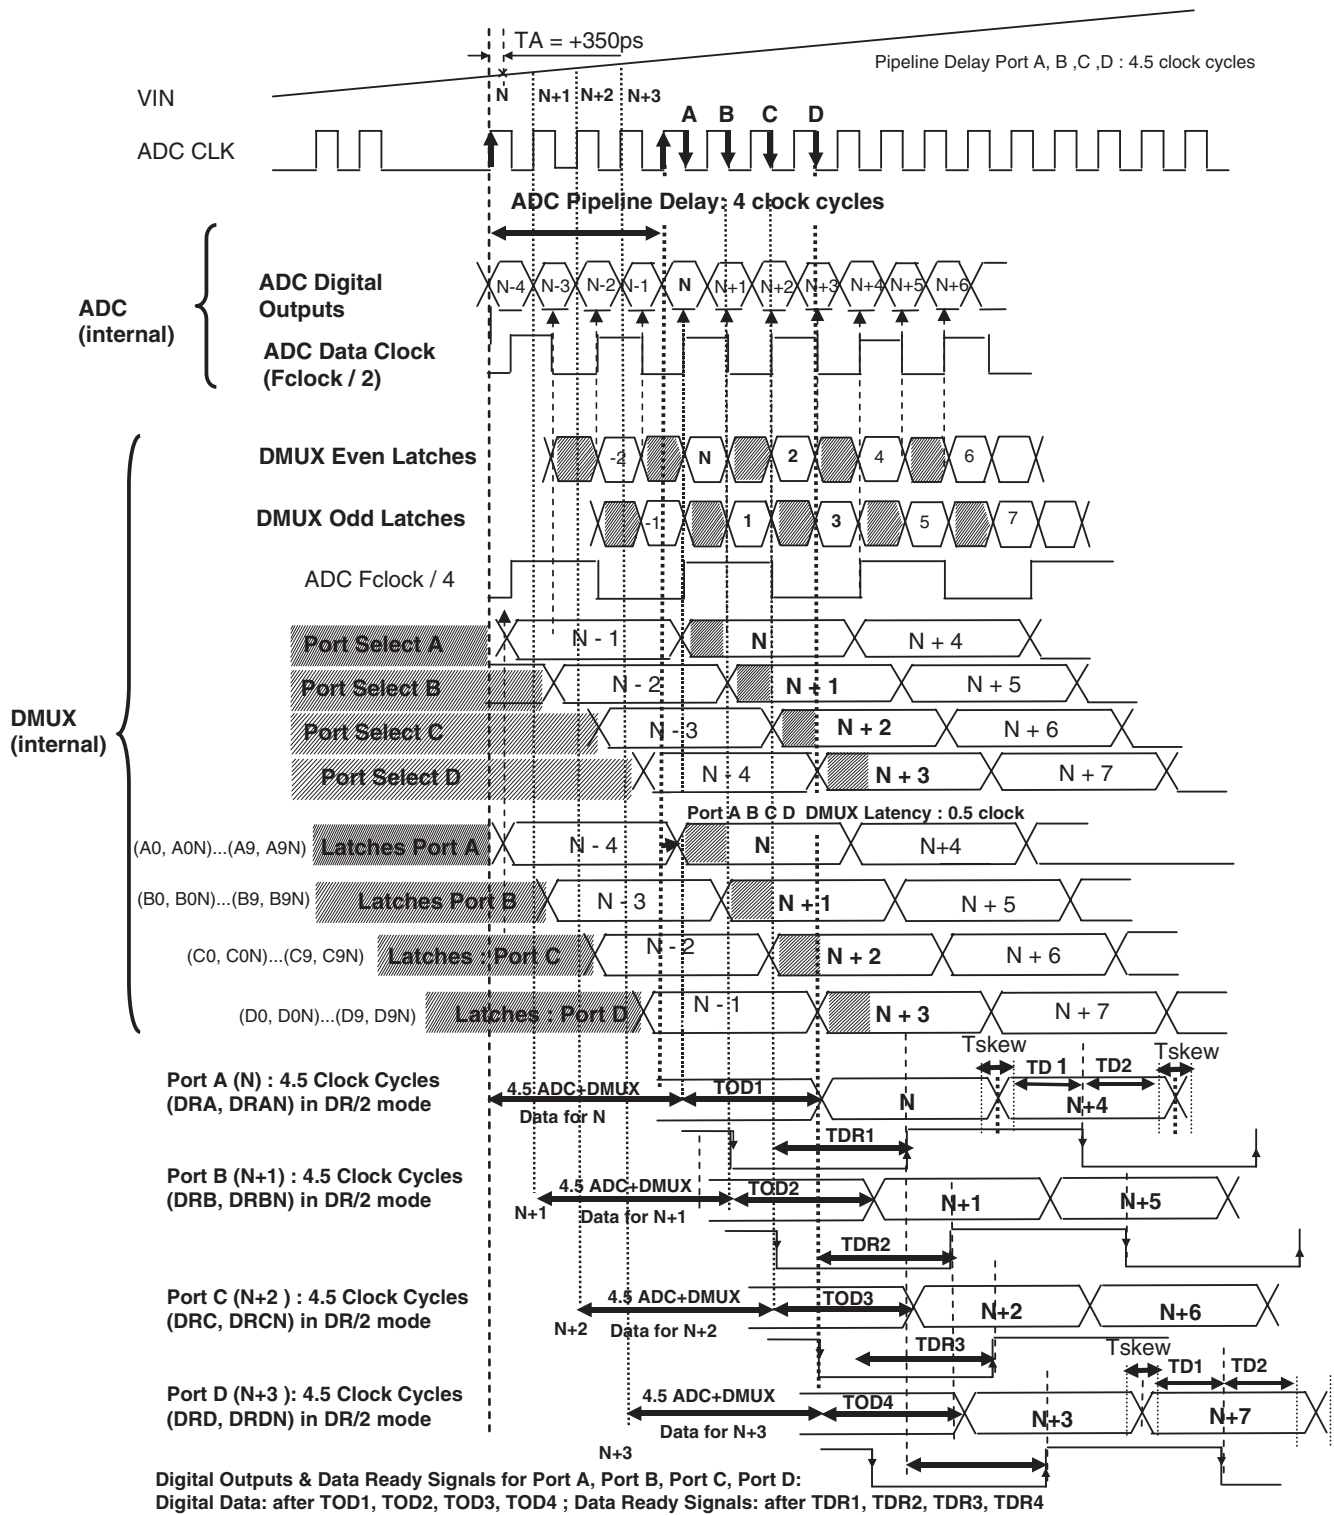 TA = +350ps
Pipeline Delay Port A, B ,C ,D : 4.5 clock cycles
VIN
N
N+1
N+2
N+3
A
B
C
D
ADC CLK
ADC Pipeline Delay: 4 clock cycles
ADC (internal)
ADC Digital Outputs
N-4
N-3
N-2
N-1
N
N+1
N+2
N+3
N+4
N+5
N+6
ADC Data Clock (Fclock / 2)
DMUX Even Latches
-2
N
2
4
6
DMUX Odd Latches
-1
1
3
5
7
ADC Fclock / 4
DMUX (internal)
Port Select A
N - 1
N
N + 4
Port Select B
N - 2
N + 1
N + 5
Port Select C
N - 3
N + 2
N + 6
Port Select D
N - 4
N + 3
N + 7
Port A B C D DMUX Latency : 0.5 clock
(A0, A0N)...(A9, A9N)
Latches Port A
N - 4
N
N+4
(B0, B0N)...(B9, B9N)
Latches Port B
N - 3
N + 1
N + 5
(C0, C0N)...(C9, C9N)
Latches : Port C
N - 2
N + 2
N + 6
(D0, D0N)...(D9, D9N)
Latches : Port D
N - 1
N + 3
N + 7
Port A (N) : 4.5 Clock Cycles
(DRA, DRAN) in DR/2 mode
4.5 ADC+DMUX
Data for N
TOD1
N
Tskew
TD 1
TD2
Tskew
N+4
TDR1
Port B (N+1) : 4.5 Clock Cycles
(DRB, DRBN) in DR/2 mode
N+1
4.5 ADC+DMUX
Data for N+1
TOD2
N+1
N+5
TDR2
Port C (N+2 ) : 4.5 Clock Cycles
(DRC, DRCN) in DR/2 mode
N+2
4.5 ADC+DMUX
Data for N+2
TOD3
N+2
N+6
TDR3
Port D (N+3 ): 4.5 Clock Cycles
(DRD, DRDN) in DR/2 mode
N+3
4.5 ADC+DMUX
Data for N+3
TOD4
N+3
Tskew
TD1
TD2
N+7
Digital Outputs & Data Ready Signals for Port A, Port B, Port C, Port D:
Digital Data: after TOD1, TOD2, TOD3, TOD4 ; Data Ready Signals: after TDR1, TDR2, TDR3, TDR4